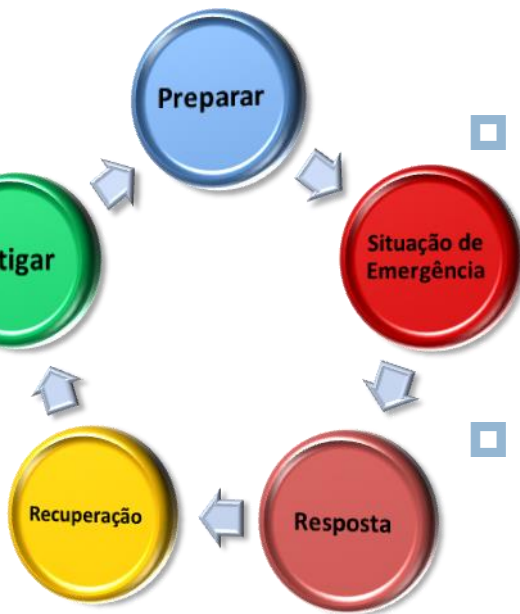 Preparar
Situação de
Emergência
tigar
Recuperação
Resposta